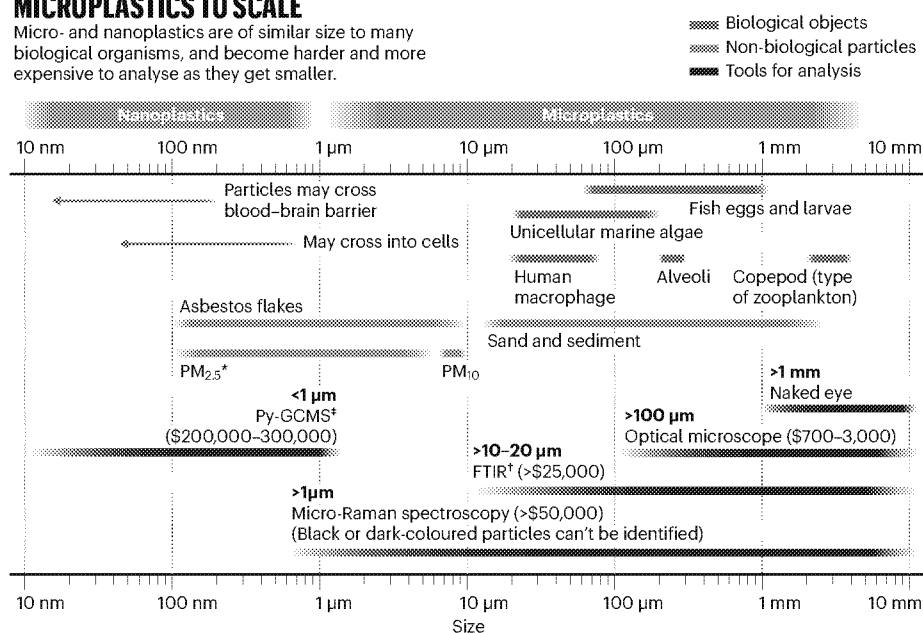 MICROPLASTICS TO SCALE
Micro- and nanoplastics are of similar size to many
biological organisms, and become harder and more
expensive to analyse as they get smaller.
Biological objects
Non-biological particles
Tools for analysis
Nanoplastics
Microplastics
10 nm 100 nm 1 µm 10 µm 100 µm 1 mm 10 mm
Particles may cross
blood–brain barrier
Fish eggs and larvae
Unicellular marine algae
May cross into cells
Human
macrophage
Alveoli
Copepod (type
of zooplankton)
Asbestos flakes
Sand and sediment
PM2.5*
PM10
>1 mm
Naked eye
<1 µm
Py-GCMS‡
($200,000–300,000)
>100 µm
Optical microscope ($700–3,000)
>10–20 µm
FTIR† (>$25,000)
>1µm
Micro-Raman spectroscopy (>$50,000)
(Black or dark-coloured particles can’t be identified)
10 nm 100 nm 1 µm 10 µm 100 µm 1 mm 10 mm
Size